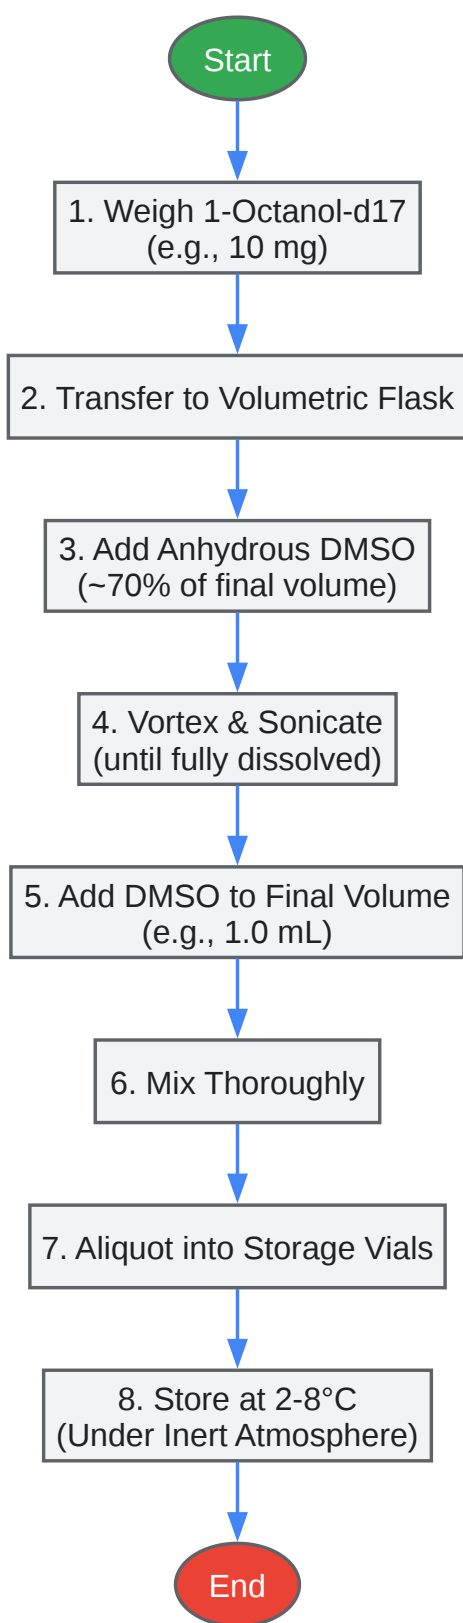 Start
1. Weigh 1-Octanol-d17
(e.g., 10 mg)
2. Transfer to Volumetric Flask
3. Add Anhydrous DMSO
(~70% of final volume)
4. Vortex & Sonicate
(until fully dissolved)
5. Add DMSO to Final Volume
(e.g., 1.0 mL)
6. Mix Thoroughly
7. Aliquot into Storage Vials
8. Store at 2-8°C
(Under Inert Atmosphere)
End